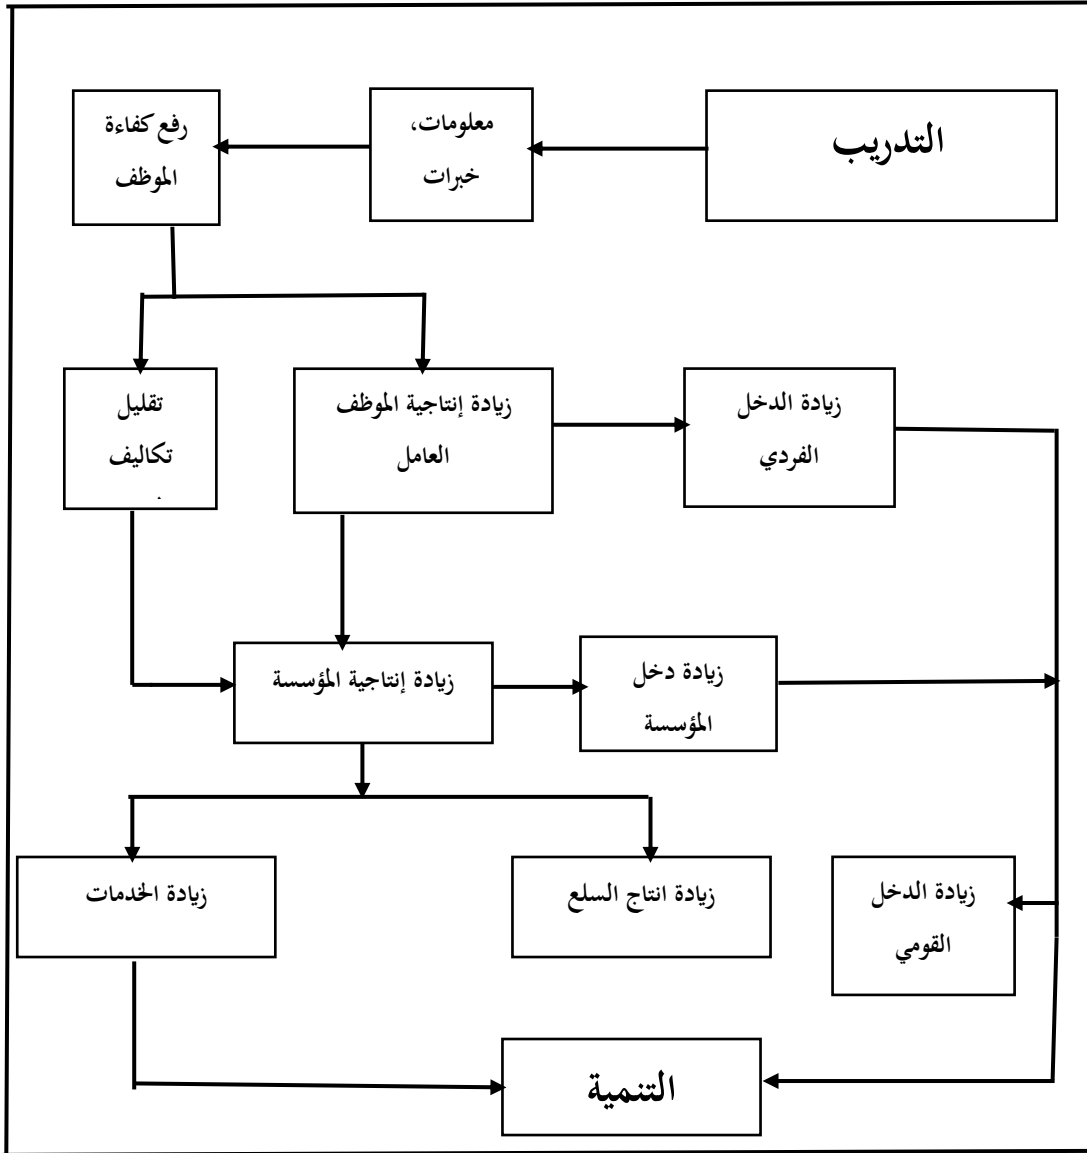 التدريب
معلومات،
خبرات
رفع كفاءة
الموظف
زيادة الدخل
الفردي
زيادة إنتاجية الموظف
العامل
تقليل
تكاليف
زيادة دخل
المؤسسة
زيادة إنتاجية المؤسسة
زيادة الدخل
القومي
زيادة انتاج السلع
زيادة الخدمات
التنمية